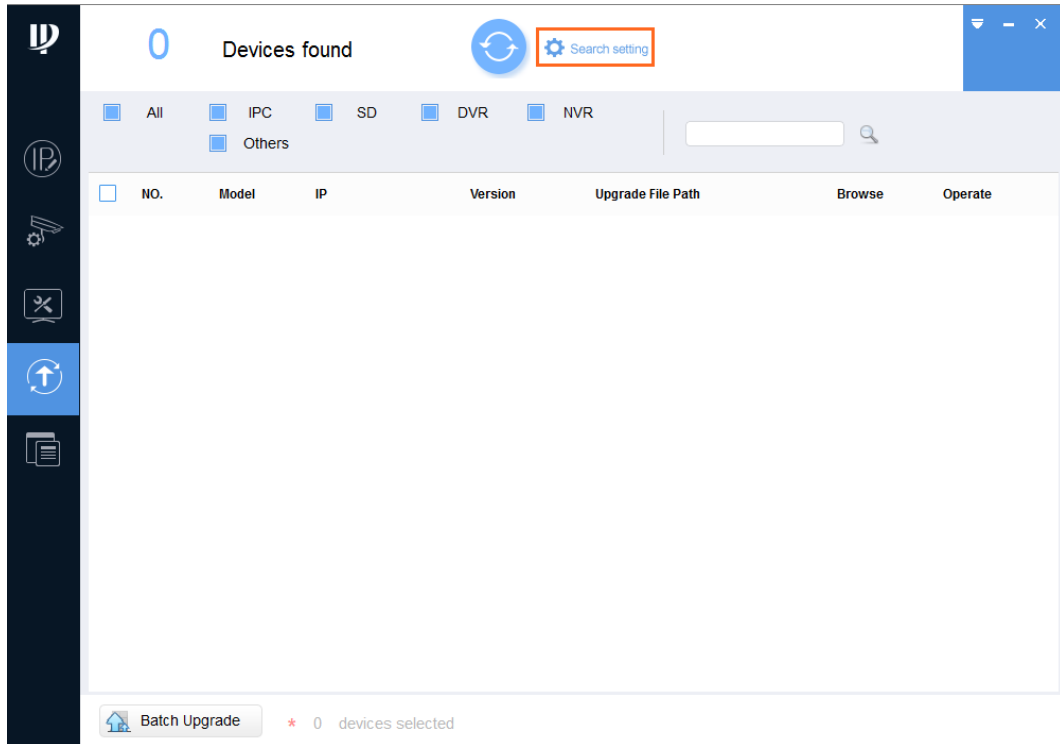 0 Devices found Search setting
All IPC SD DVR NVR
Others
NO. Model IP Version Upgrade File Path Browse Operate
Batch Upgrade * 0 devices selected
IP